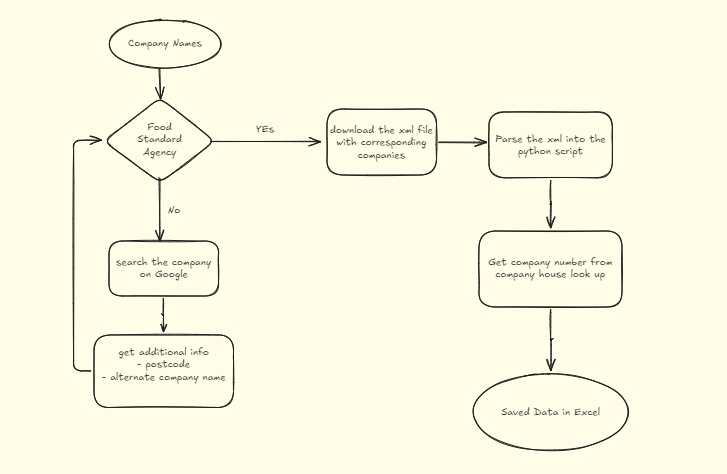 Company Names
Food
Standard
Agency
YEs
download the xml file
with corresponding
companies
Parse the xml into the
python script
No
search the company
on Google
Get company number from
company house look up
get additional info
- postcode
- alternate company name
Saved Data in Excel